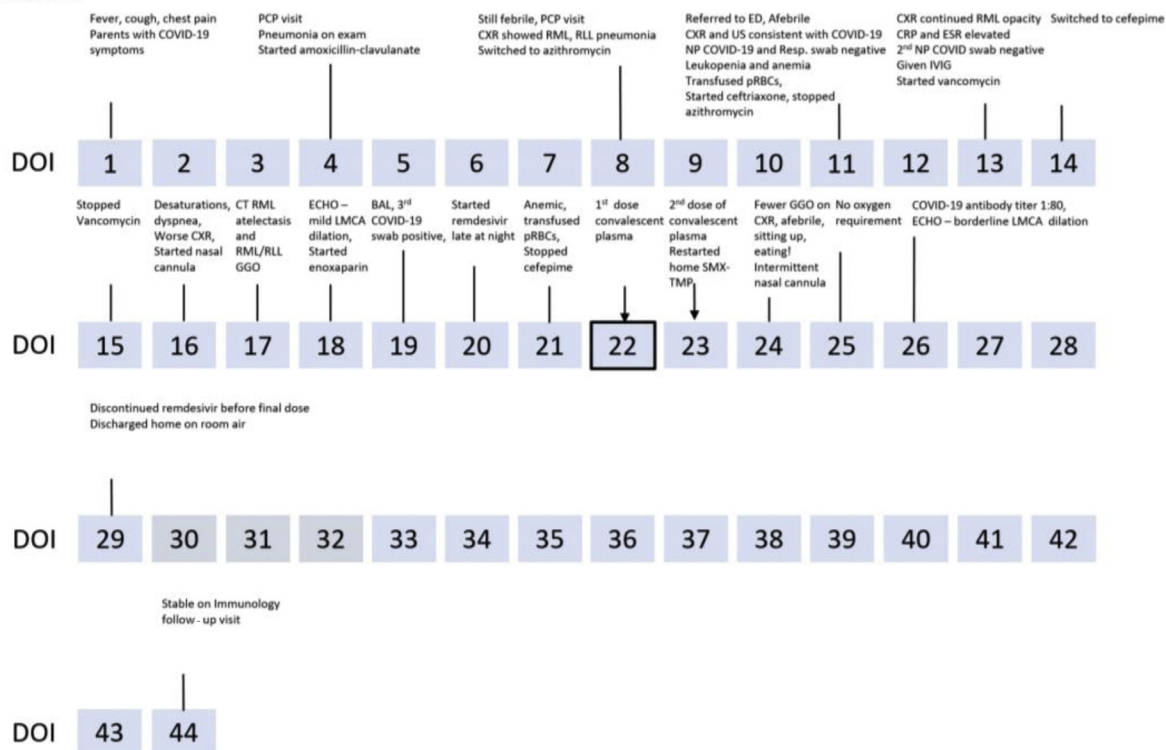 Fever, cough, chest pain
Parents with COVID-19
symptoms
PCP visit
Pneumonia on exam
Started amoxicillin-clavulanate
Still febrile, PCP visit
CXR showed RML, RLL pneumonia
Switched to azithromycin
Referred to ED, Afebrile
CXR and US consistent with COVID-19
NP COVID-19 and Resp. swab negative
Leukopenia and anemia
Transfused pRBCs,
Started ceftriaxone, stopped
azithromycin
CXR continued RML opacity
CRP and ESR elevated
2nd NP COVID swab negative
Given IVIG
Started vancomycin
Switched to cefepime
DOI 1 2 3 4 5 6 7 8 9 10 11 12 13 14
Stopped
Vancomycin
Desaturations,
dyspnea,
Worse CXR,
Started nasal
cannula
CT RML
atelectasis
and
RML/RLL
GGO
ECHO –
mild LMCA
dilation,
Started
enoxaparin
BAL, 3rd
COVID-19
swab positive,
Started
remdesivir
late at night
Anemic,
transfused
pRBCs,
Stopped
cefepime
1st dose
convalescent
plasma
2nd dose of
convalescent
plasma
Restarted
home SMX-
TMP
Fewer GGO on
CXR, afebrile,
sitting up,
eating!
Intermittent
nasal cannula
No oxygen
requirement
COVID-19 antibody titer 1:80,
ECHO – borderline LMCA dilation
DOI 15 16 17 18 19 20 21 22 23 24 25 26 27 28
Discontinued remdesivir before final dose
Discharged home on room air
DOI 29 30 31 32 33 34 35 36 37 38 39 40 41 42
Stable on Immunology
follow-up visit
DOI 43 44